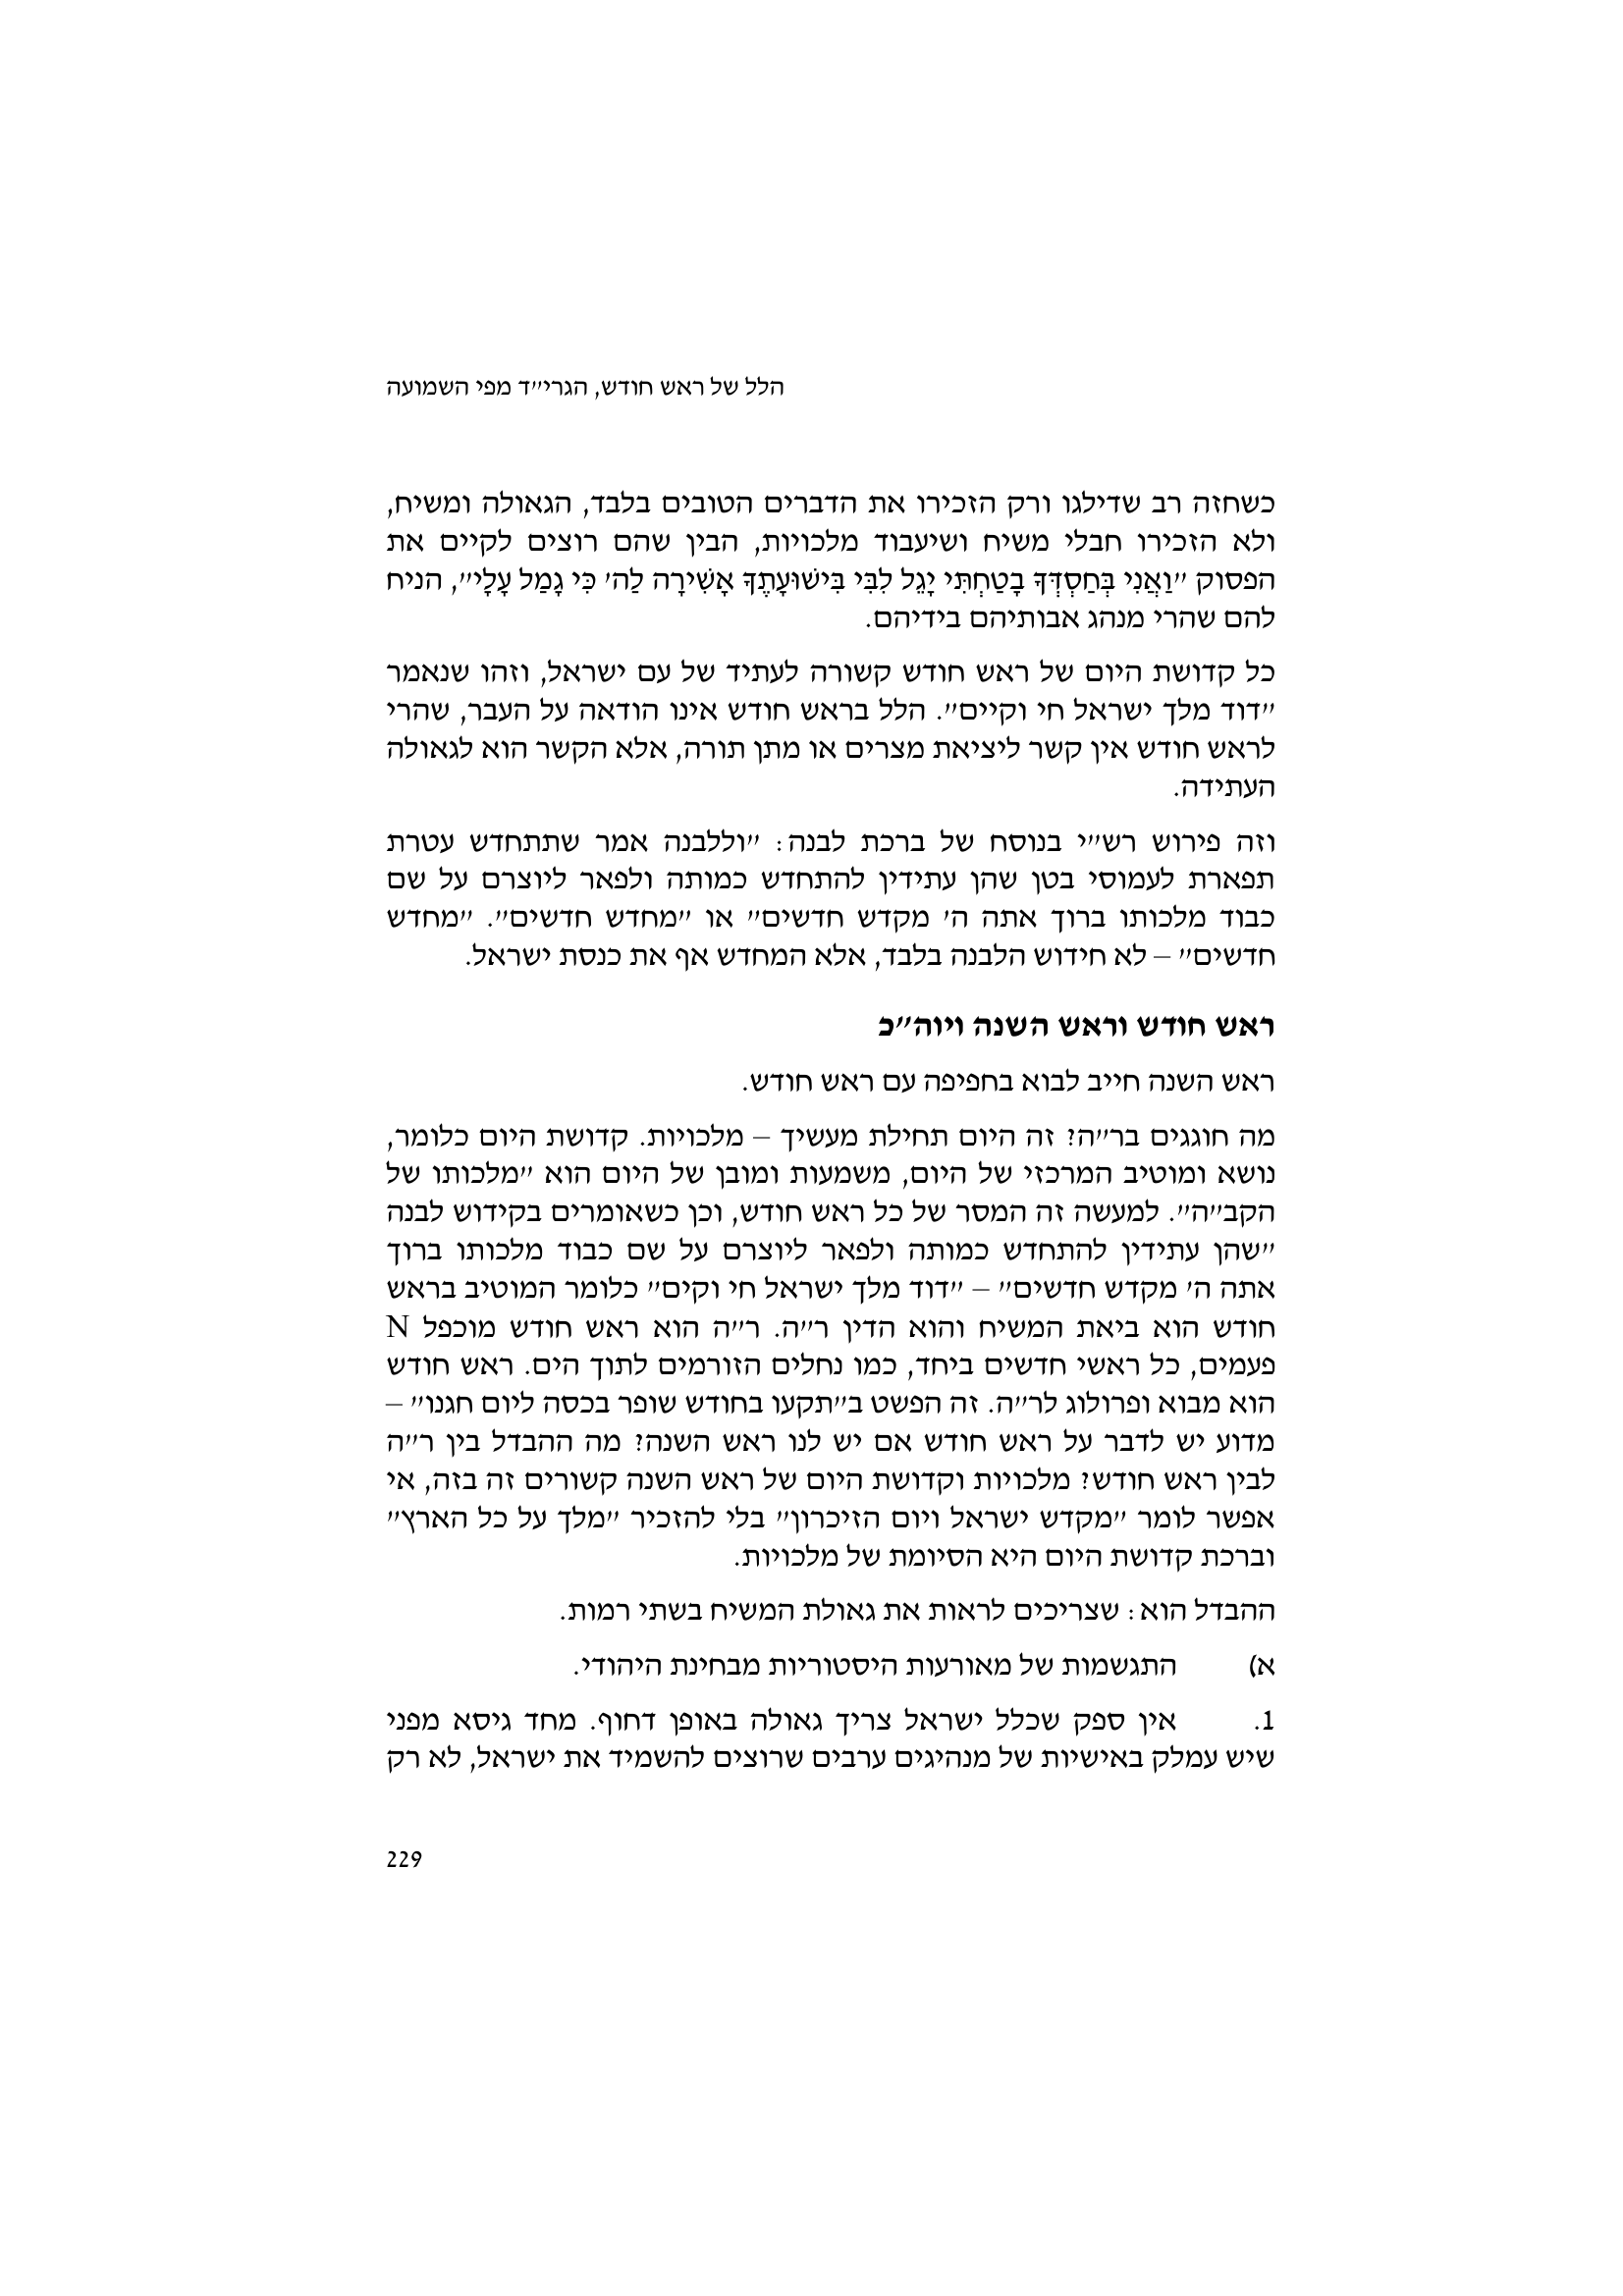 הלל של ראש חודש, הגרי״ד מפי השמועה
כשחזה רב שדילגו ורק הזכירו את הדברים הטובים בלבד, הגאולה ומשיח,
ולא הזכירו חבלי משיח ושיעבוד מלכויות, הבין שהם רוצים לקיים את
הפסוק ״וַאֲנִי בְּחַסְדְּךָ בָטַחְתִּי יָגֵל לִבִּי בִּישׁוּעָתֶךָ אָשִׁירָה לַה׳ כִּי גָמַל עָלָי״, הניח
להם שהרי מנהג אבותיהם בידיהם.
כל קדושת היום של ראש חודש קשורה לעתיד של עם ישראל, וזהו שנאמר
״דוד מלך ישראל חי וקיים״. הלל בראש חודש אינו הודאה על העבר, שהרי
לראש חודש אין קשר ליציאת מצרים או מתן תורה, אלא הקשר הוא לגאולה
העתידה.
וזה פירוש רש״י בנוסח של ברכת לבנה: ״וללבנה אמר שתתחדש עטרת
תפארת לעמוסי בטן שהן עתידין להתחדש כמותה ולפאר ליוצרם על שם
כבוד מלכותו ברוך אתה ה׳ מקדש חדשים״ או ״מחדש חדשים״. ״מחדש
חדשים״ – לא חידוש הלבנה בלבד, אלא המחדש אף את כנסת ישראל.
ראש חודש וראש השנה ויוה״כ
ראש השנה חייב לבוא בחפיפה עם ראש חודש.
מה חוגגים בר״ה? זה היום תחילת מעשיך – מלכויות. קדושת היום כלומר,
נושא ומוטיב המרכזי של היום, משמעות ומובן של היום הוא ״מלכותו של
הקב״ה״. למעשה זה המסר של כל ראש חודש, וכן כשאומרים בקידוש לבנה
״שהן עתידין להתחדש כמותה ולפאר ליוצרם על שם כבוד מלכותו ברוך
אתה ה׳ מקדש חדשים״ – ״דוד מלך ישראל חי וקים״ כלומר המוטיב בראש
חודש הוא ביאת המשיח והוא הדין ר״ה. ר״ה הוא ראש חודש מוכפל N
פעמים, כל ראשי חדשים ביחד, כמו נחלים הזורמים לתוך הים. ראש חודש
הוא מבוא ופרולוג לר״ה. זה הפשט ב״תקעו בחודש שופר בכסה ליום חגנו״ –
מדוע יש לדבר על ראש חודש אם יש לנו ראש השנה? מה ההבדל בין ר״ה
לבין ראש חודש? מלכויות וקדושת היום של ראש השנה קשורים זה בזה, אי
אפשר לומר ״מקדש ישראל ויום הזיכרון״ בלי להזכיר ״מלך על כל הארץ״
וברכת קדושת היום היא הסיומת של מלכויות.
ההבדל הוא: שצריכים לראות את גאולת המשיח בשתי רמות.
א) התגשמות של מאורעות היסטוריות מבחינת היהודי.
1. אין ספק שכלל ישראל צריך גאולה באופן דחוף. מחד גיסא מפני
שיש עמלק באישיות של מנהיגים ערבים שרוצים להשמיד את ישראל, לא רק
229